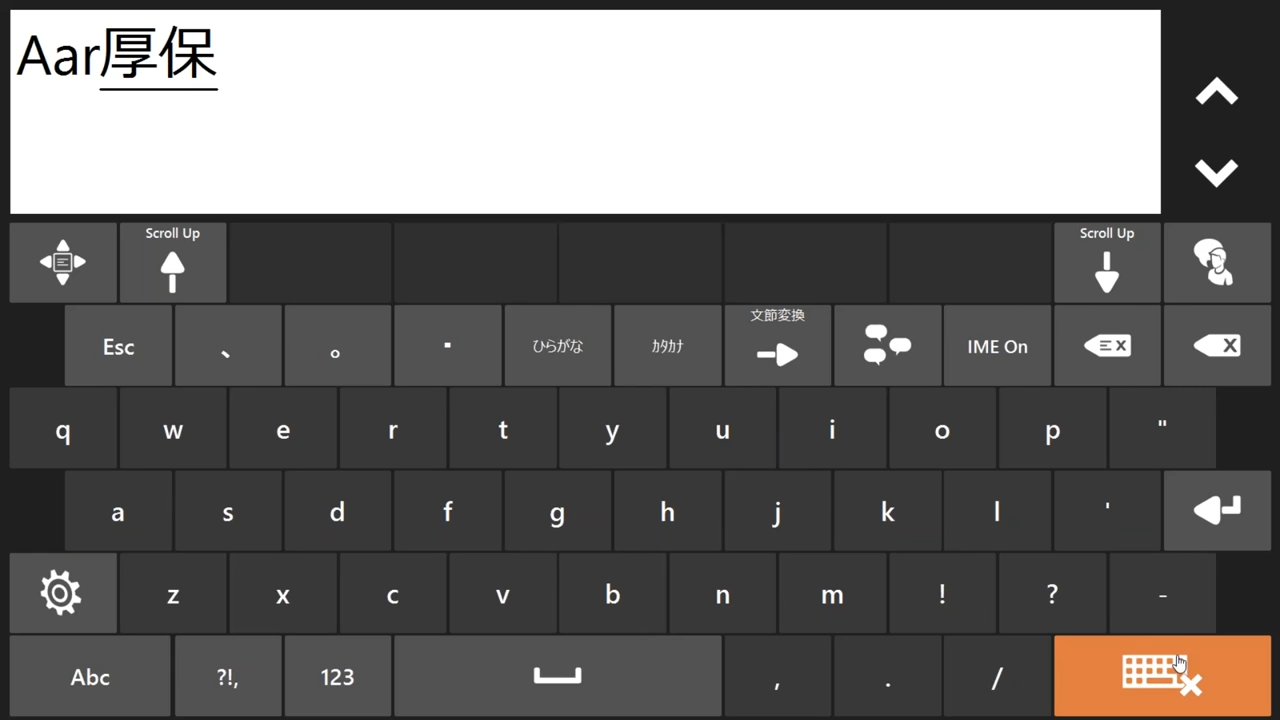 Aar厚保
Scroll Up
Scroll Up
Esc 、 。 ・ ひらがな ｶﾀｶﾅ 文節変換 IME On
q w e r t y u i o p "
a s d f g h j k l '
z x c v b n m ! ? -
Abc ?!, 123 , . /